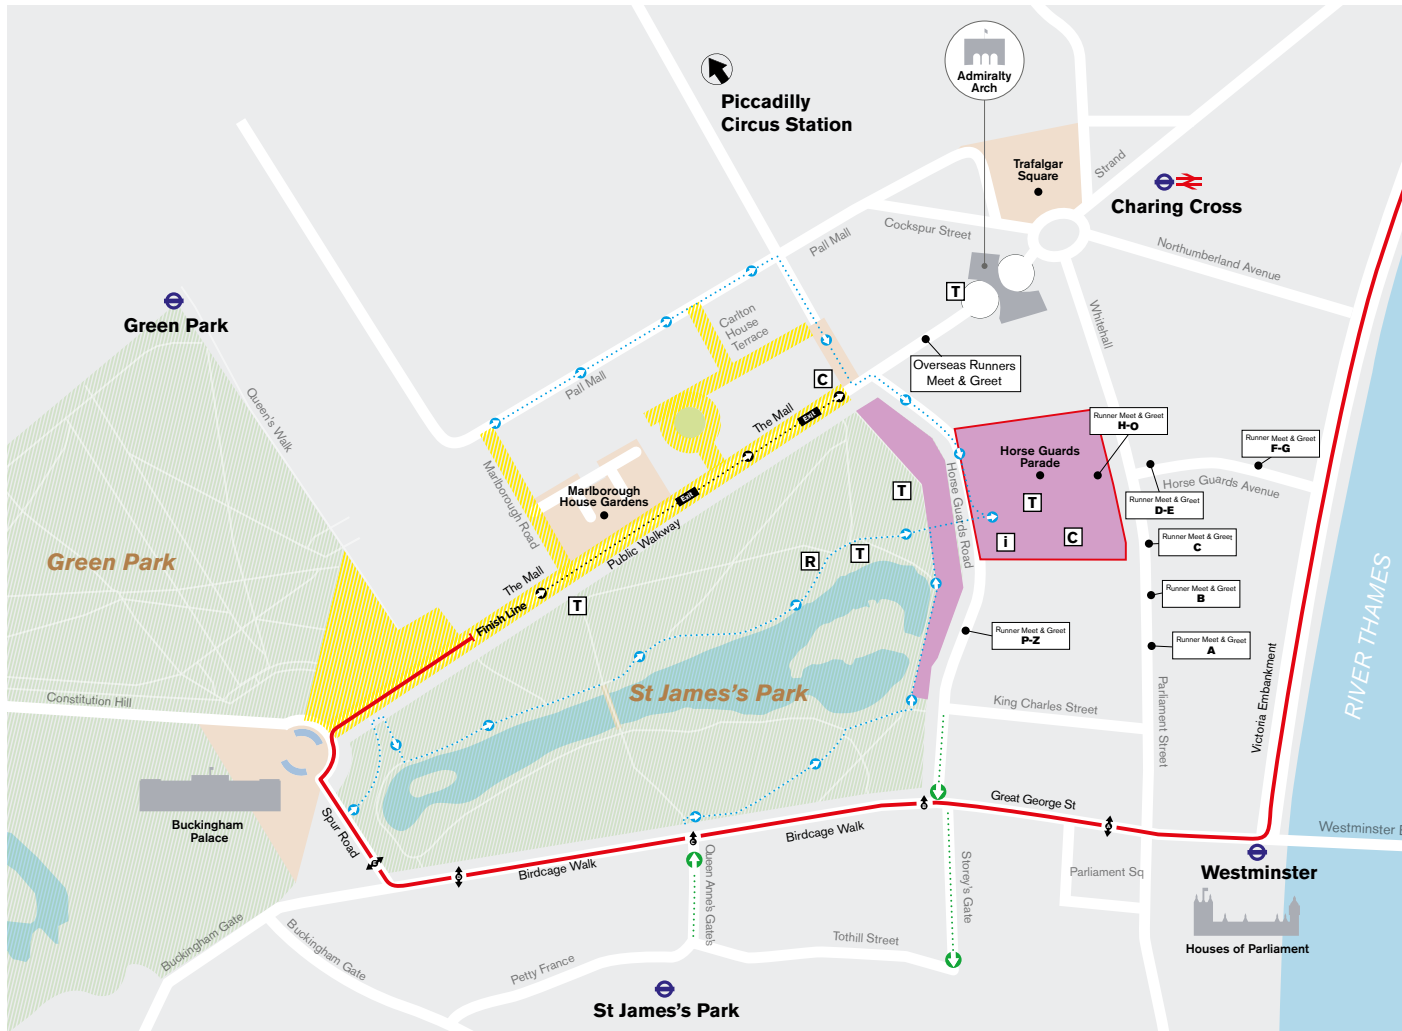 Admiralty
Arch
Piccadilly
Circus Station
Trafalgar
Square
Strand
Charing Cross
Cockspur Street
Pall Mall
Northumberland Avenue
Green Park
T
Whitehall
Carlton
House
Terrace
Overseas Runners
Meet & Greet
Pall Mall
C
Queen's Walk
The Mall
Exit
Runner Meet & Greet
H-O
Runner Meet & Greet
F-G
Horse Guards
Parade
Horse Guards Road
Horse Guards Avenue
Marlborough Road
Marlborough
House Gardens
Exit
T
T
Runner Meet & Greet
D-E
Public Walkway
i
C
Runner Meet & Greet
C
Green Park
The Mall
R
T
RIVER THAMES
Finish Line
T
Runner Meet & Greet
B
Runner Meet & Greet
P-Z
Runner Meet & Greet
A
St James's Park
Constitution Hill
King Charles Street
Parliament Street
Victoria Embankment
Buckingham
Palace
Spur Road
Great George St
Birdcage Walk
Westminster B
Birdcage Walk
Queen Anne's Gate's
Storey's Gate
Parliament Sq
Westminster
Buckingham Gate
Buckingham Gate
Tothill Street
Petty France
Houses of Parliament
St James's Park